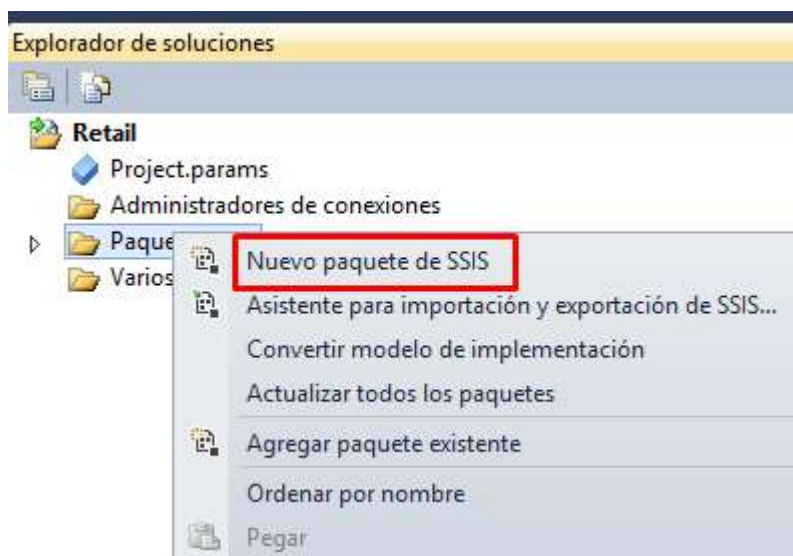 Explorador de soluciones
Retail
Project.params
Administradores de conexiones
Paque
Varios
Nuevo paquete de SSIS
Asistente para importación y exportación de SSIS...
Convertir modelo de implementación
Actualizar todos los paquetes
Agregar paquete existente
Ordenar por nombre
Pegar